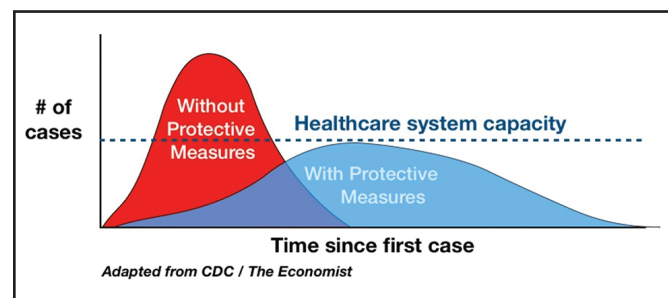 # of
cases
Without
Protective
Measures
Healthcare system capacity
With Protective
Measures
Time since first case
Adapted from CDC / The Economist